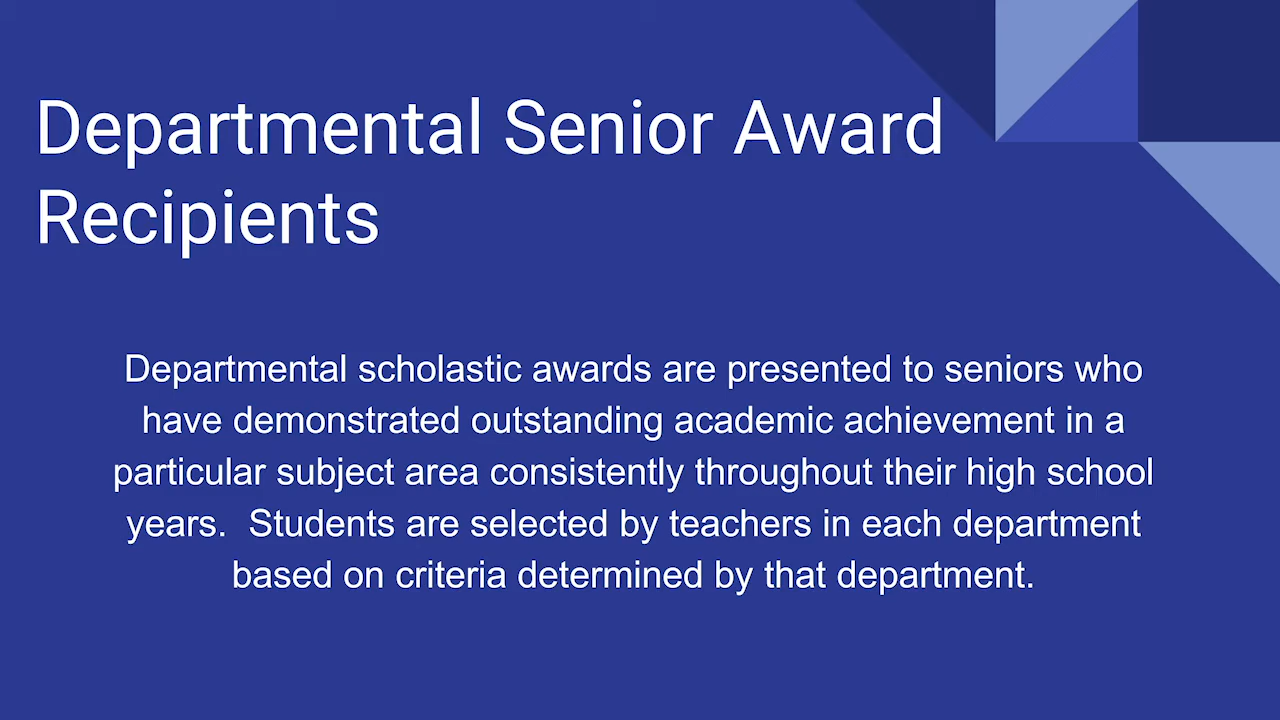 Departmental Senior Award
Recipients
Departmental scholastic awards are presented to seniors who
have demonstrated outstanding academic achievement in a
particular subject area consistently throughout their high school
years.  Students are selected by teachers in each department
based on criteria determined by that department.